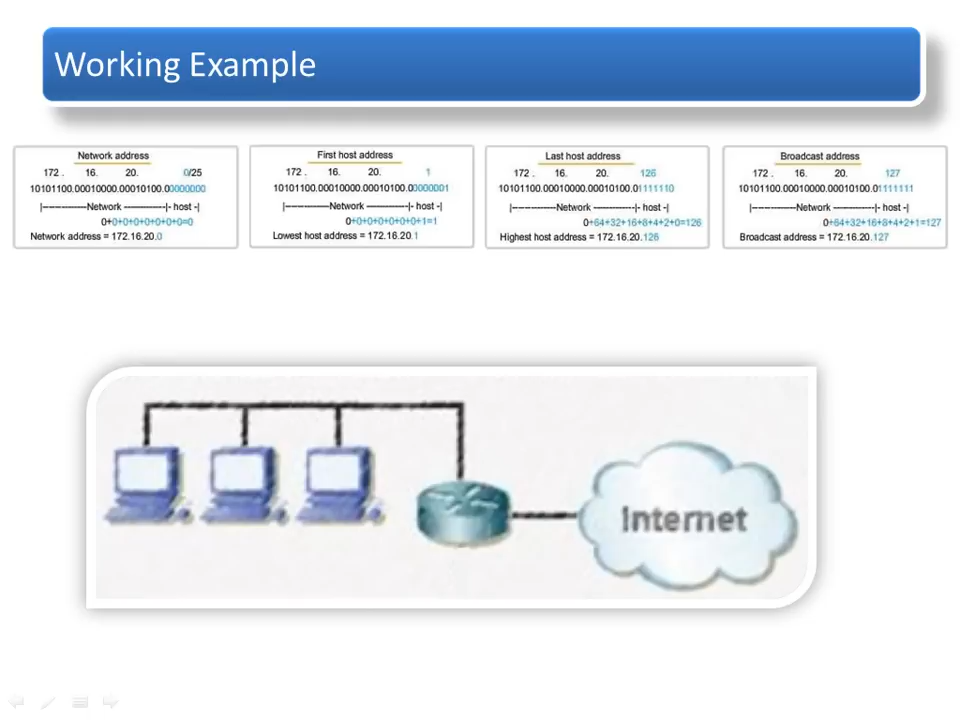 Working Example
Network address
172 . 16. 20. 0/25
10101100.00010000.00010100.00000000
|--------------Network ------------|- host -|
0+0+0+0+0+0+0+0=0
Network address = 172.16.20.0
First host address
172 . 16. 20. 1
10101100.00010000.00010100.00000001
|--------------Network ------------|- host -|
0+0+0+0+0+0+0+1=1
Lowest host address = 172.16.20.1
Last host address
172 . 16. 20. 126
10101100.00010000.00010100.01111110
|--------------Network ------------|- host -|
0+64+32+16+8+4+2+0=126
Highest host address = 172.16.20.126
Broadcast address
172 . 16. 20. 127
10101100.00010000.00010100.01111111
|--------------Network ------------|- host -|
0+64+32+16+8+4+2+1=127
Broadcast address = 172.16.20.127
Internet